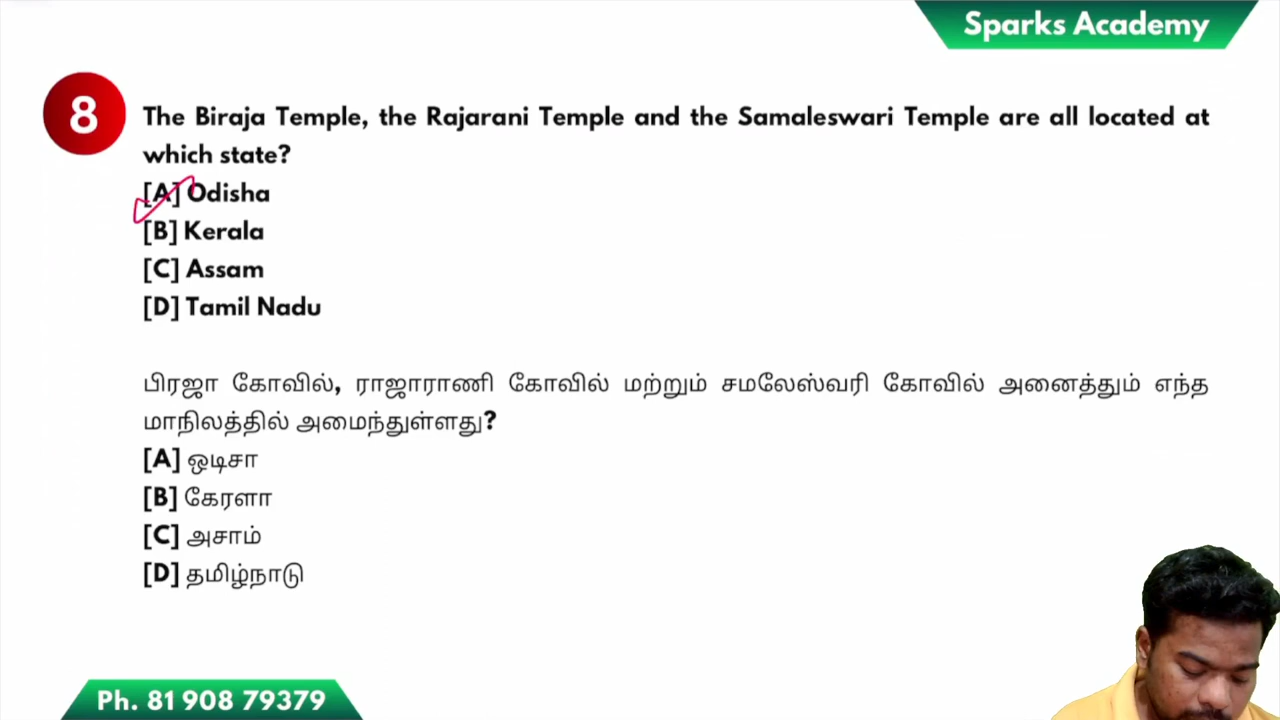 Sparks Academy
8
The Biraja Temple, the Rajarani Temple and the Samaleswari Temple are all located at
which state?
[A] Odisha
[B] Kerala
[C] Assam
[D] Tamil Nadu
பிரஜா கோவில், ராஜாராணி கோவில் மற்றும் சமலேஸ்வரி கோவில் அனைத்தும் எந்த
மாநிலத்தில் அமைந்துள்ளது?
[A] ஒடிசா
[B] கேரளா
[C] அசாம்
[D] தமிழ்நாடு
Ph. 81 908 79379